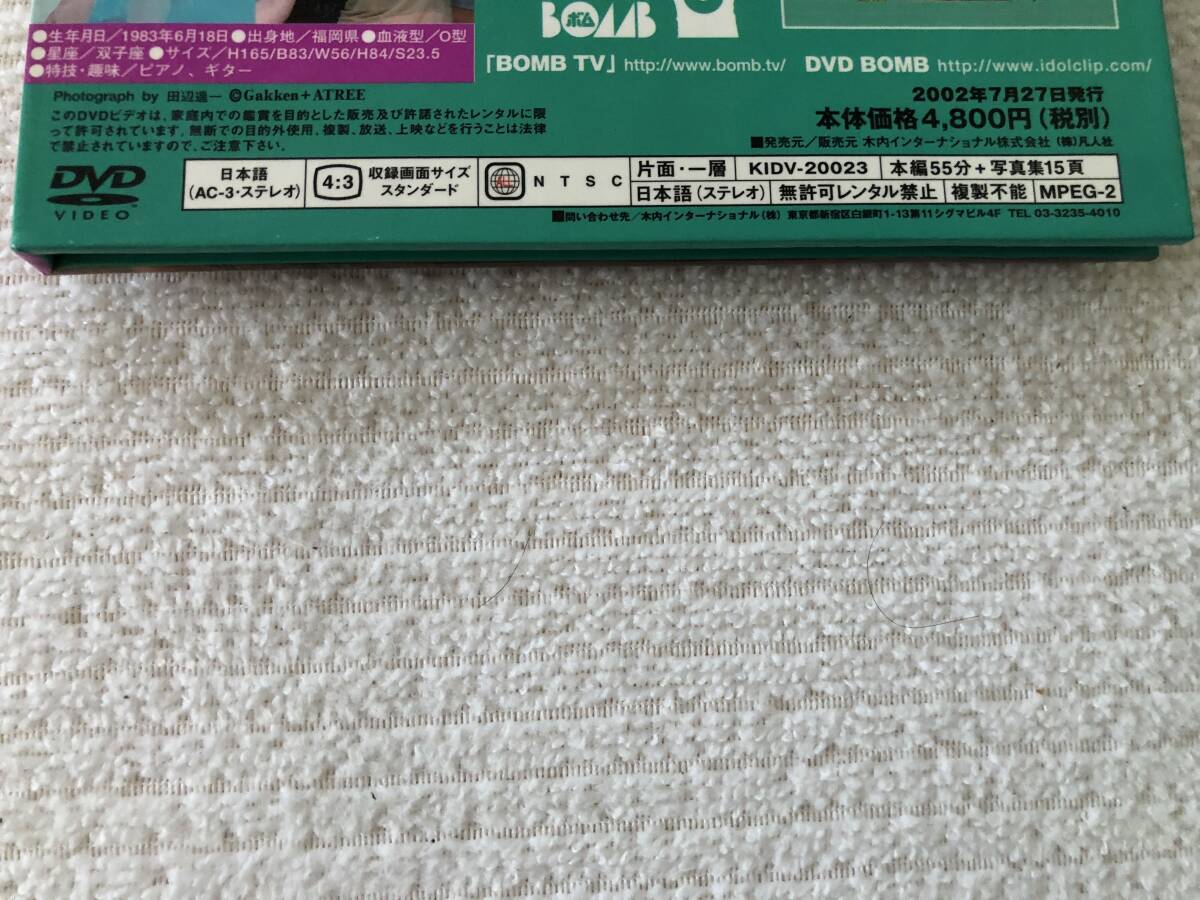 ●生年月日／1983年6月18日●出身地／福岡県●血液型／O型
●星座／双子座●サイズ／H165/B83/W56/H84/S23.5
●特技・趣味／ピアノ、ギター
BOMB
ボム
「BOMB TV」http://www.bomb.tv/ DVD BOMB http://www.idolclip.com/
Photograph by 田辺遥一 ©Gakken+ATREE
このDVDビデオは、家庭内での鑑賞を目的とした販売及び許諾されたレンタルに限
って許可されています。無断での目的外使用、複製、放送、上映などを行うことは法律
で禁止されていますので、ご注意下さい。
2002年7月27日発行
本体価格4,800円(税別)
■発売元／販売元 木内インターナショナル株式会社 (株)凡人社
DVD
VIDEO
日本語
(AC-3・ステレオ)
4:3
収録画面サイズ
スタンダード
ALL
NTSC
片面・一層
KIDV-20023
本編55分+写真集15頁
日本語(ステレオ)
無許可レンタル禁止
複製不能
MPEG-2
■問い合わせ先／木内インターナショナル(株) 東京都新宿区白銀町1-13第11シグマビル4F TEL 03-3235-4010